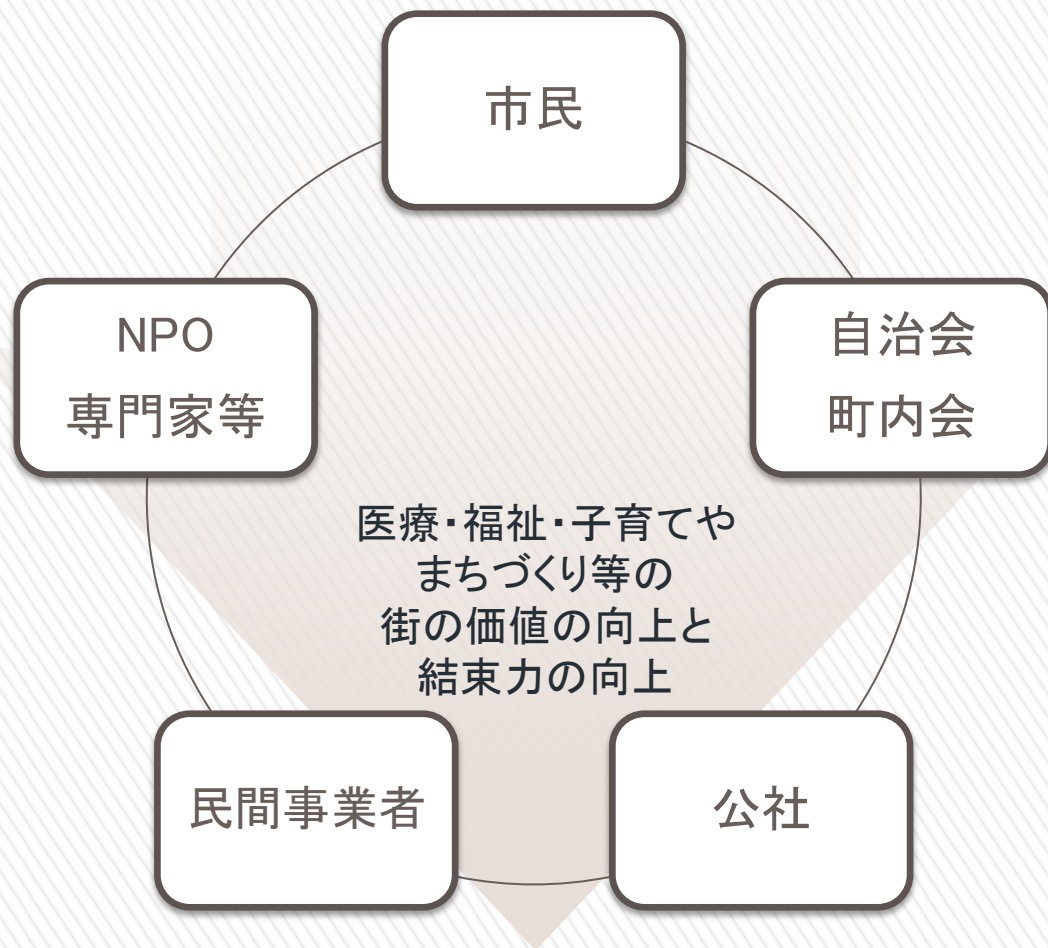 市民
NPO
専門家等
自治会
町内会
医療・福祉・子育てや
まちづくり等の
街の価値の向上と
結束力の向上
民間事業者
公社